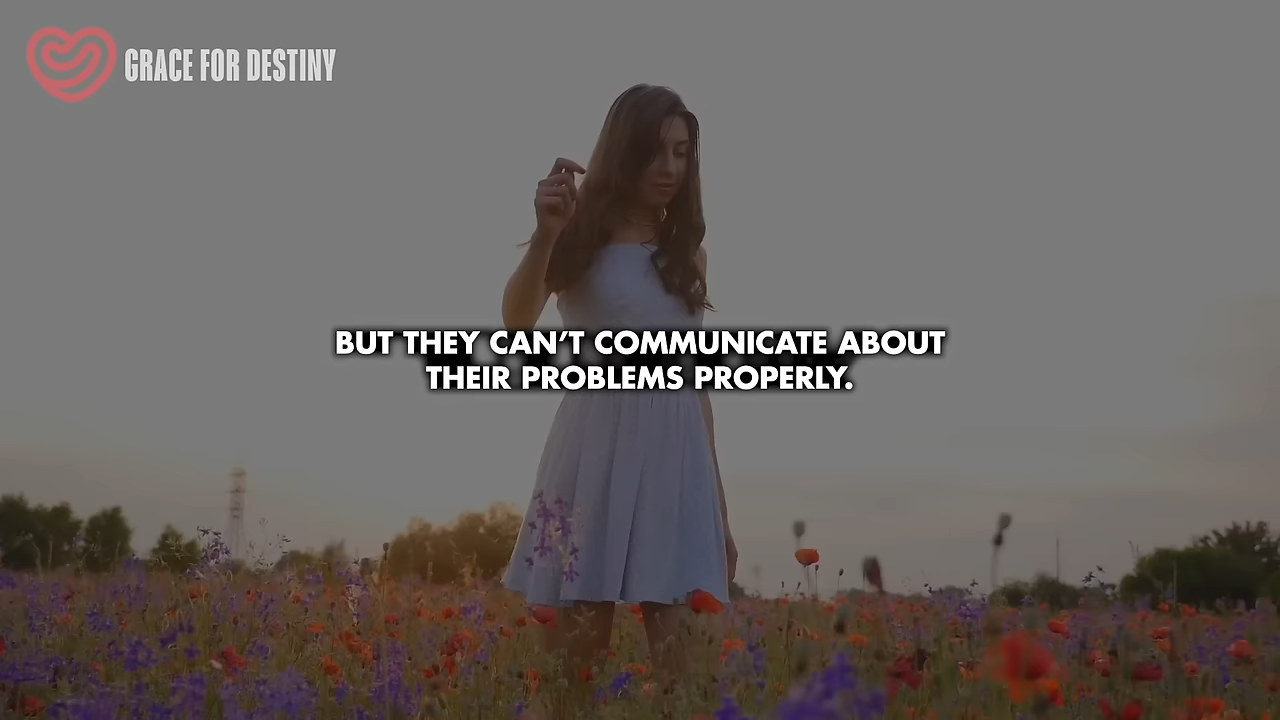 GRACE FOR DESTINY
BUT THEY CAN'T COMMUNICATE ABOUT
THEIR PROBLEMS PROPERLY.